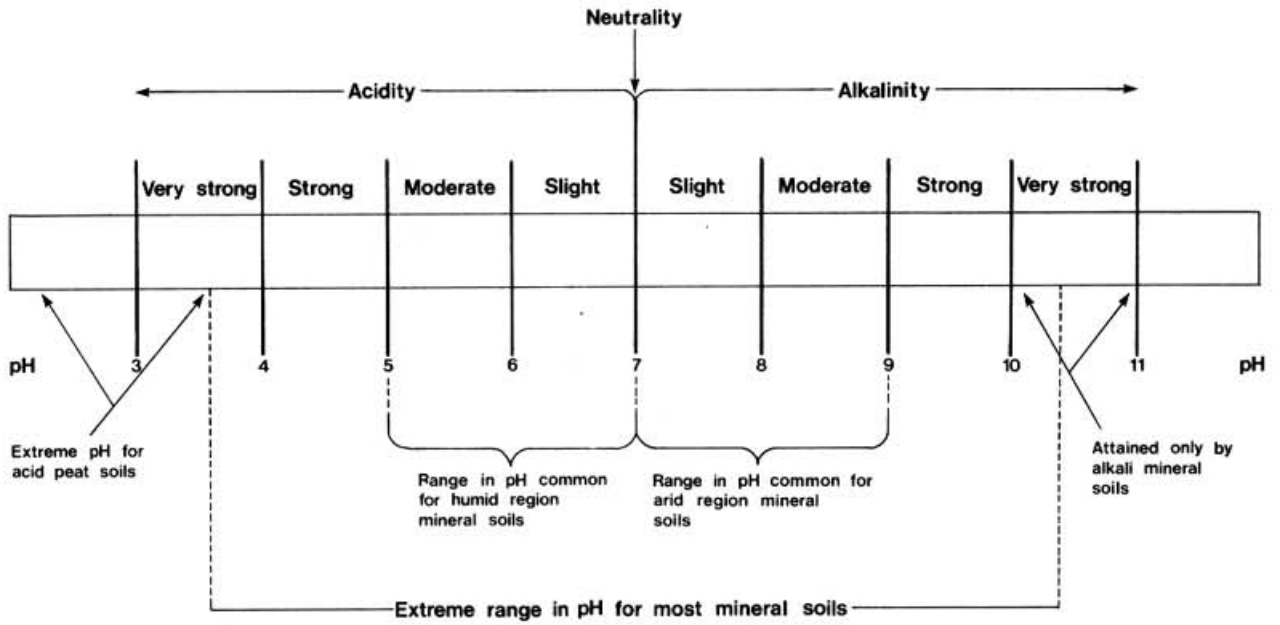 Neutrality
Acidity
Alkalinity
Very strong
Strong
Moderate
Slight
Slight
Moderate
Strong
Very strong
pH
3
4
5
6
7
8
9
10
11
pH
Extreme pH for
acid peat soils
Range in pH common
for humid region
mineral soils
Range in pH common for
arid region mineral
soils
Attained only by
alkali mineral
soils
Extreme range in pH for most mineral soils